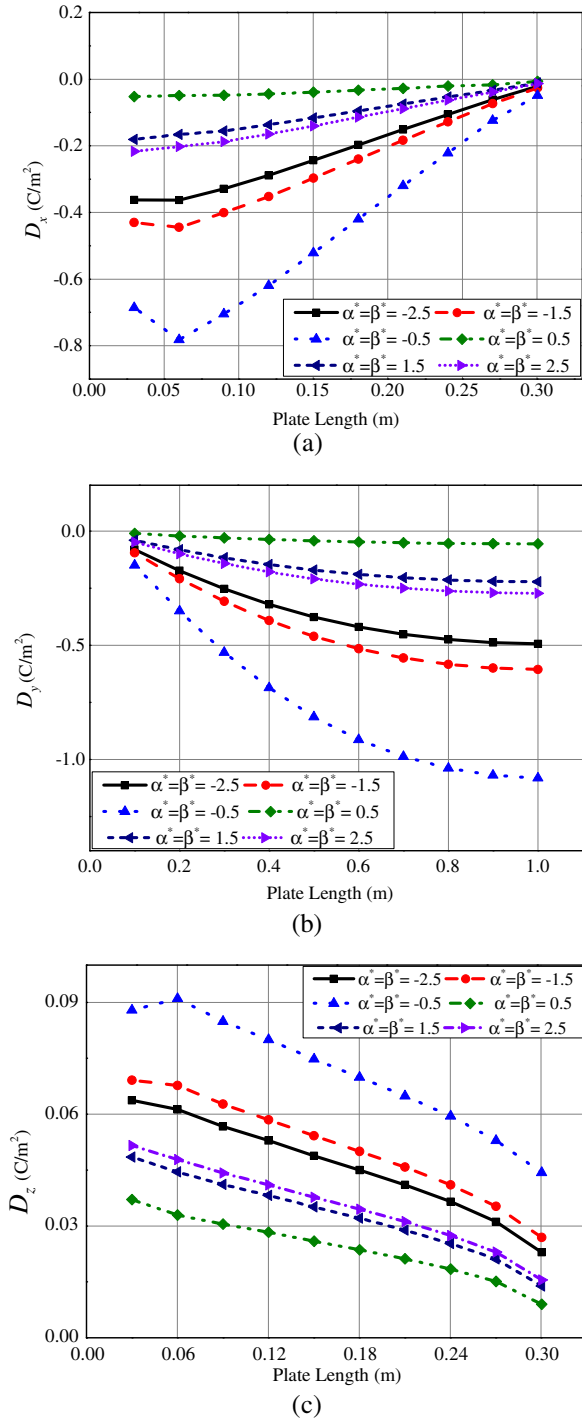 0.2
0.0
-0.2
-0.4
-0.6
-0.8
D_x (C/m²)
α*=β*= -2.5 α*=β*= -1.5
α*=β*= -0.5 α*=β*= 0.5
α*=β*= 1.5 α*=β*= 2.5
0.00 0.05 0.10 0.15 0.20 0.25 0.30
Plate Length (m)
(a)
0.0
-0.5
-1.0
D_y (C/m²)
α*=β*= -2.5 α*=β*= -1.5
α*=β*= -0.5 α*=β*= 0.5
α*=β*= 1.5 α*=β*= 2.5
0.0 0.2 0.4 0.6 0.8 1.0
Plate Length (m)
(b)
α*=β*= -2.5 α*=β*= -1.5
α*=β*= -0.5 α*=β*= 0.5
α*=β*= 1.5 α*=β*= 2.5
0.09
0.06
0.03
0.00
D_z (C/m²)
0.00 0.06 0.12 0.18 0.24 0.30
Plate Length (m)
(c)